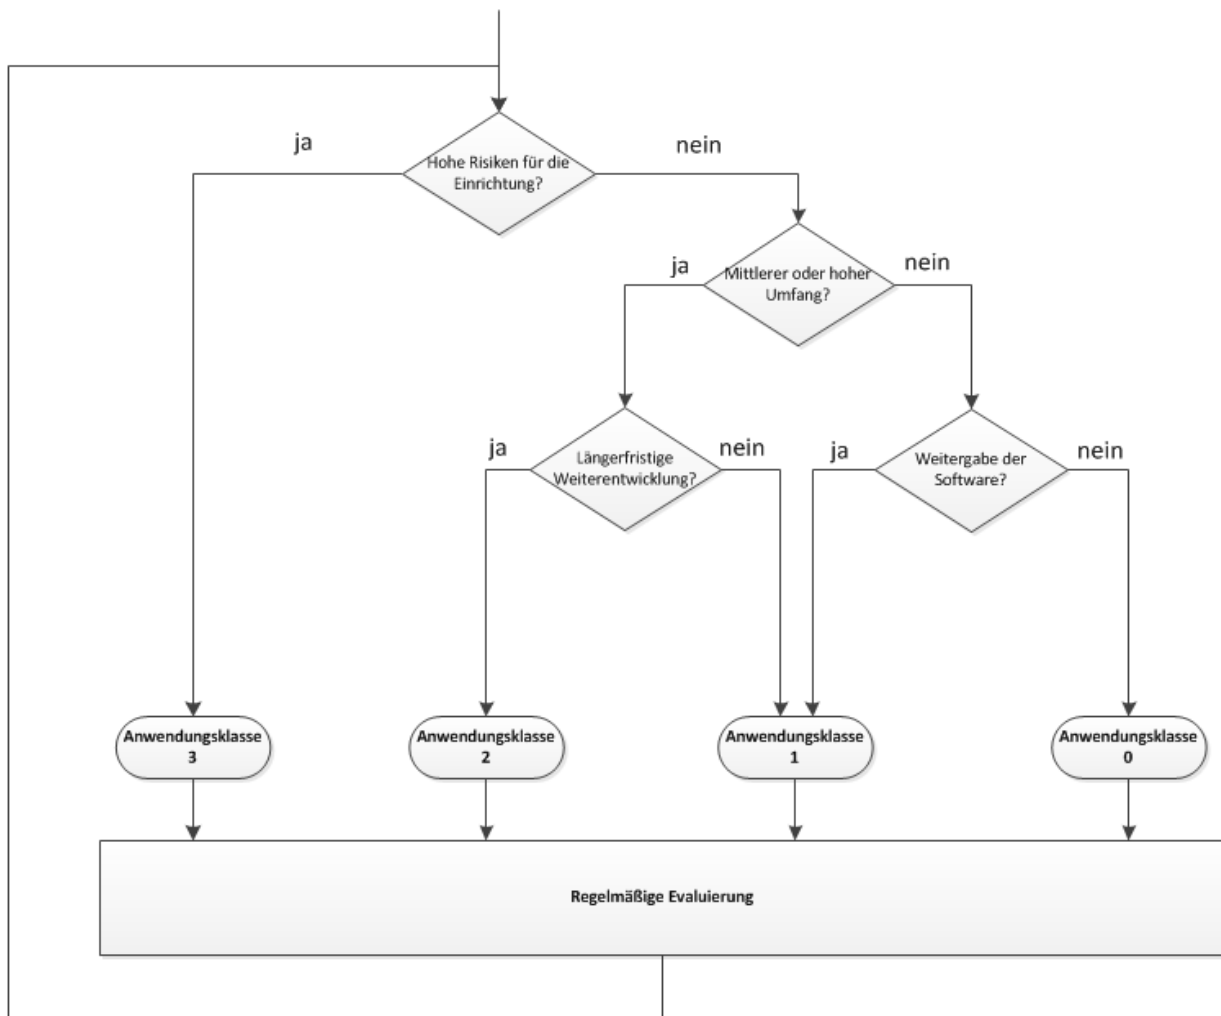 ja
nein
Hohe Risiken für die
Einrichtung?
ja
nein
Mittlerer oder hoher
Umfang?
ja
nein
Längerfristige
Weiterentwicklung?
ja
nein
Weitergabe der
Software?
Anwendungsklasse
3
Anwendungsklasse
2
Anwendungsklasse
1
Anwendungsklasse
0
Regelmäßige Evaluierung